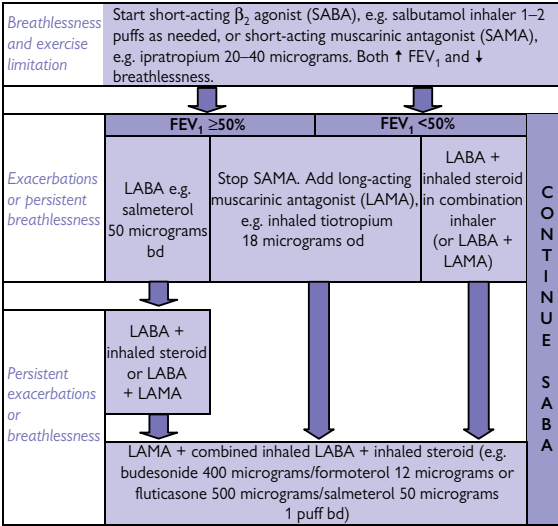 Breathlessness
and exercise
limitation
Start short-acting β₂ agonist (SABA), e.g. salbutamol inhaler 1–2
puffs as needed, or short-acting muscarinic antagonist (SAMA),
e.g. ipratropium 20–40 micrograms. Both ↑ FEV₁ and ↓
breathlessness.
FEV₁ ≥50%
FEV₁ <50%
Exacerbations
or persistent
breathlessness
LABA e.g.
salmeterol
50 micrograms
bd
Stop SAMA. Add long-acting
muscarinic antagonist (LAMA),
e.g. inhaled tiotropium
18 micrograms od
LABA +
inhaled steroid
in combination
inhaler
(or LABA +
LAMA)
Persistent
exacerbations
or
breathlessness
LABA +
inhaled steroid
or LABA
+ LAMA
LAMA + combined inhaled LABA + inhaled steroid (e.g.
budesonide 400 micrograms/formoterol 12 micrograms or
fluticasone 500 micrograms/salmeterol 50 micrograms
1 puff bd)
CONTINUE SABA